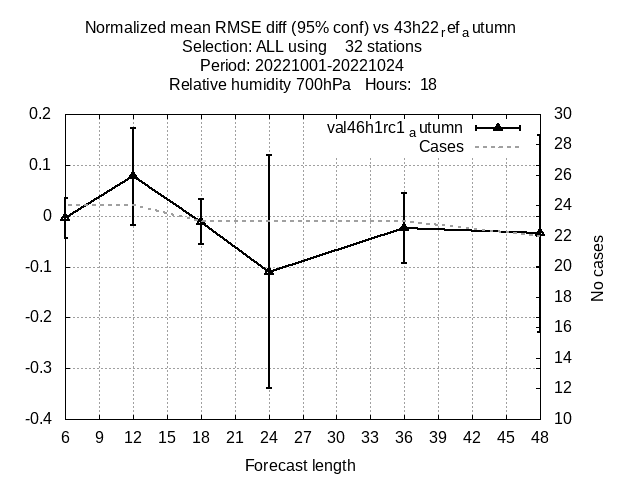 Normalized mean RMSE diff (95% conf) vs 43h22refautumn
Selection: ALL using 32 stations
Period: 20221001-20221024
Relative humidity 700hPa Hours: 18
val46h1rc1autumn
Cases
0.2
0.1
0
-0.1
-0.2
-0.3
-0.4
30
28
26
24
22
20
18
16
14
12
10
No cases
6 9 12 15 18 21 24 27 30 33 36 39 42 45 48
Forecast length